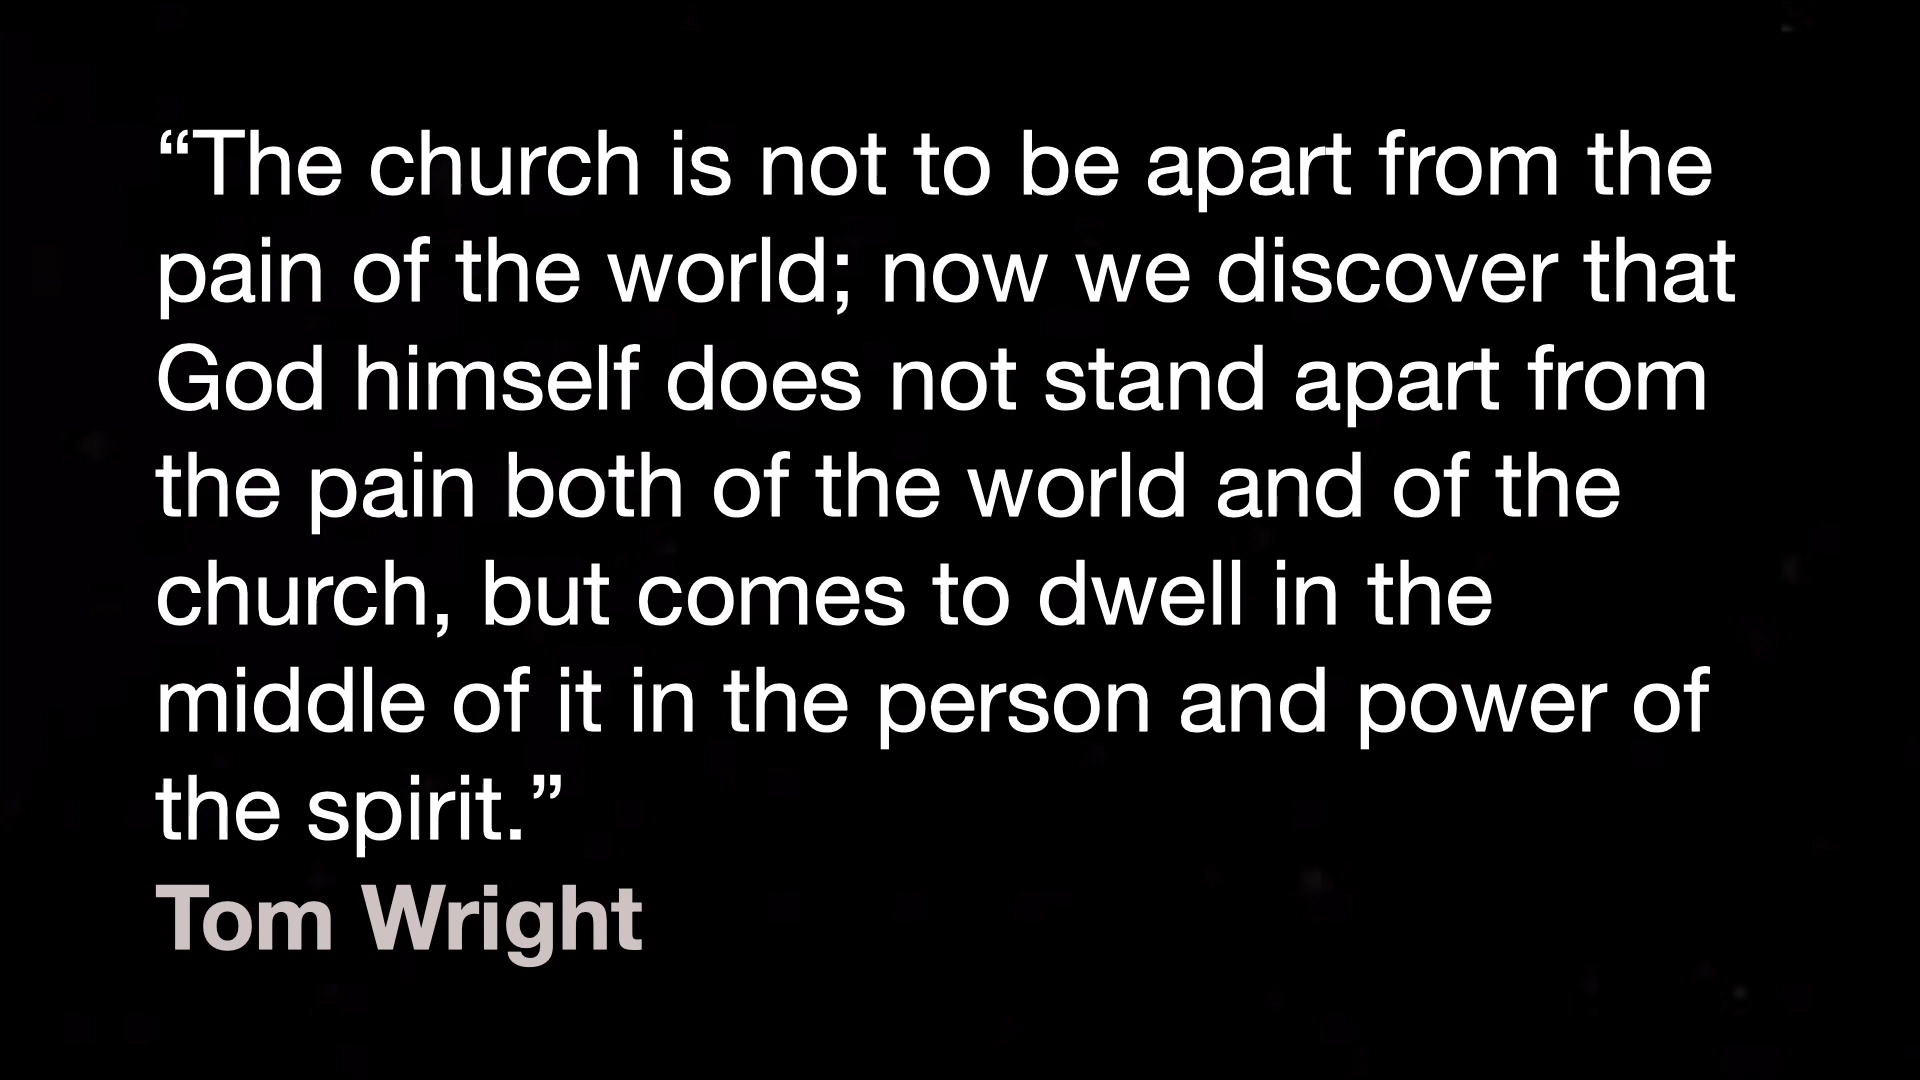 “The church is not to be apart from the
pain of the world; now we discover that
God himself does not stand apart from
the pain both of the world and of the
church, but comes to dwell in the
middle of it in the person and power of
the spirit.”
Tom Wright